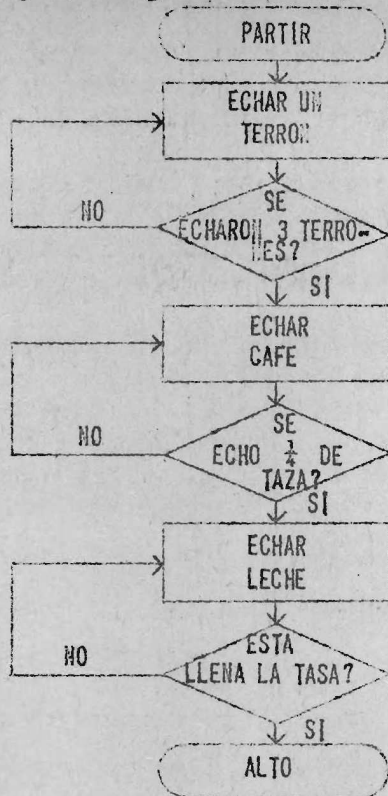 PARTIR
ECHAR UN
TERRON
SE
ECHARON 3 TERRO-
NES?
NO
SI
ECHAR
CAFE
SE
ECHO ¼ DE
TAZA?
NO
SI
ECHAR
LECHE
ESTA
LLENA LA TASA?
NO
SI
ALTO